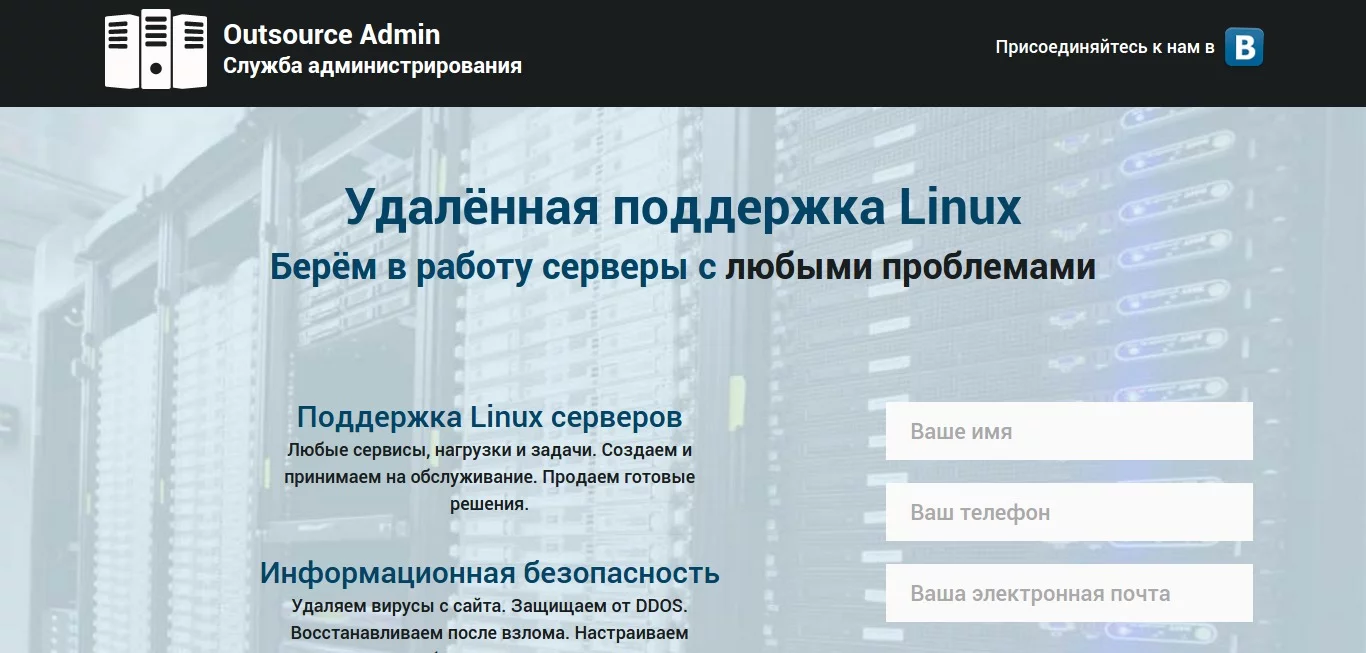 Outsource Admin
Служба администрирования
Присоединяйтесь к нам в
В
Удалённая поддержка Linux
Берём в работу серверы с любыми проблемами
Поддержка Linux серверов
Любые сервисы, нагрузки и задачи. Создаем и
принимаем на обслуживание. Продаем готовые
решения.
Информационная безопасность
Удаляем вирусы с сайта. Защищаем от DDOS.
Восстанавливаем после взлома. Настраиваем
Ваше имя
Ваш телефон
Ваша электронная почта